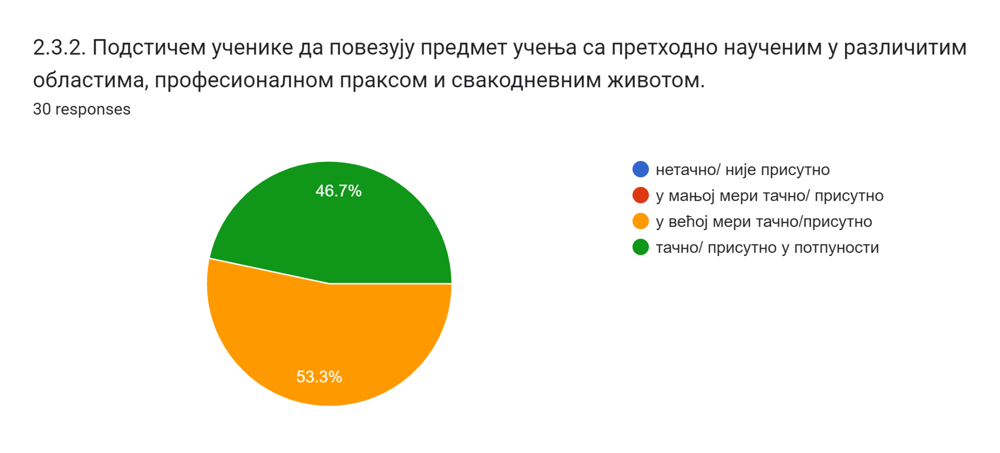 2.3.2. Подстичем ученике да повезују предмет учења са претходно наученим у различитим
областима, професионалном праксом и свакодневним животом.
30 responses
46.7%
53.3%
нетачно/ није присутно
у мањој мери тачно/ присутно
у већој мери тачно/присутно
тачно/ присутно у потпуности